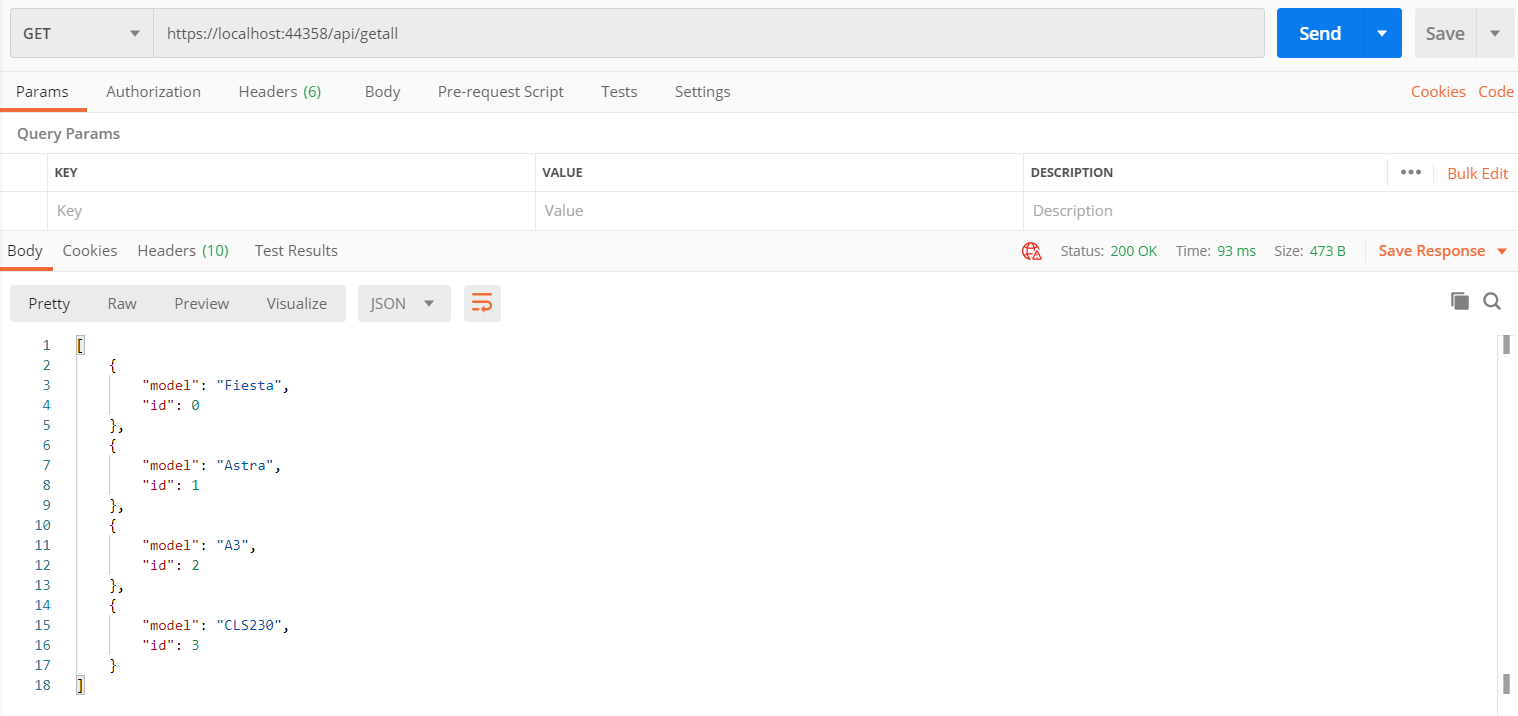 GET https://localhost:44358/api/getall Send Save
Params Authorization Headers (6) Body Pre-request Script Tests Settings Cookies Code
Query Params
KEY VALUE DESCRIPTION ••• Bulk Edit
Key Value Description
Body Cookies Headers (10) Test Results Status: 200 OK Time: 93 ms Size: 473 B Save Response
Pretty Raw Preview Visualize JSON
1 [
2 {
3 "model": "Fiesta",
4 "id": 0
5 },
6 {
7 "model": "Astra",
8 "id": 1
9 },
10 {
11 "model": "A3",
12 "id": 2
13 },
14 {
15 "model": "CLS230",
16 "id": 3
17 }
18 ]